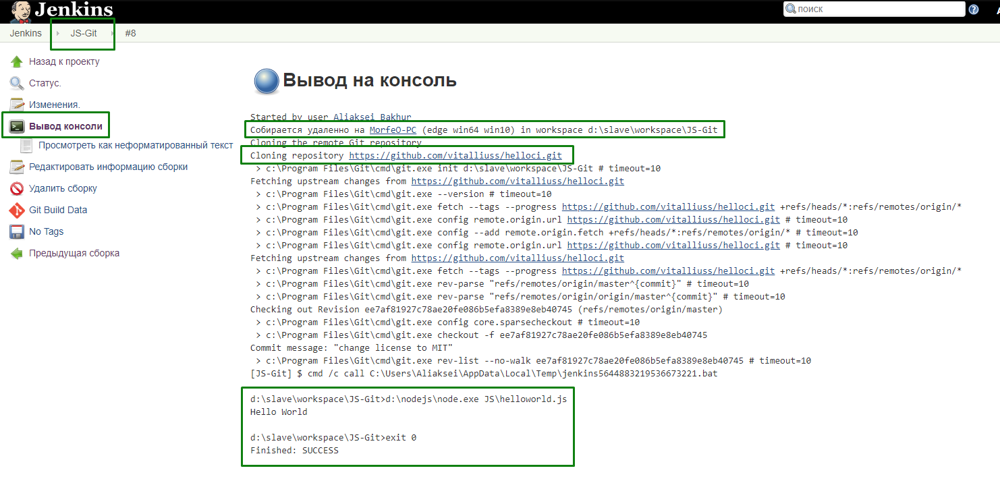 Jenkins
поиск
Jenkins JS-Git #8
Назад к проекту
Статус.
Изменения.
Вывод консоли
Просмотреть как неформатированный текст
Редактировать информацию сборки
Удалить сборку
Git Build Data
No Tags
Предыдущая сборка
Вывод на консоль
Started by user Aliaksei Bakhur
Собирается удаленно на MorfeO-PC (edge win64 win10) in workspace d:\slave\workspace\JS-Git
Cloning the remote Git repository
Cloning repository https://github.com/vitalliuss/helloci.git
> c:\Program Files\Git\cmd\git.exe init d:\slave\workspace\JS-Git # timeout=10
Fetching upstream changes from https://github.com/vitalliuss/helloci.git
> c:\Program Files\Git\cmd\git.exe --version # timeout=10
> c:\Program Files\Git\cmd\git.exe fetch --tags --progress https://github.com/vitalliuss/helloci.git +refs/heads/*:refs/remotes/origin/*
> c:\Program Files\Git\cmd\git.exe config remote.origin.url https://github.com/vitalliuss/helloci.git # timeout=10
> c:\Program Files\Git\cmd\git.exe config --add remote.origin.fetch +refs/heads/*:refs/remotes/origin/* # timeout=10
> c:\Program Files\Git\cmd\git.exe config remote.origin.url https://github.com/vitalliuss/helloci.git # timeout=10
Fetching upstream changes from https://github.com/vitalliuss/helloci.git
> c:\Program Files\Git\cmd\git.exe fetch --tags --progress https://github.com/vitalliuss/helloci.git +refs/heads/*:refs/remotes/origin/*
> c:\Program Files\Git\cmd\git.exe rev-parse "refs/remotes/origin/master^{commit}" # timeout=10
> c:\Program Files\Git\cmd\git.exe rev-parse "refs/remotes/origin/origin/master^{commit}" # timeout=10
Checking out Revision ee7af81927c78ae20fe086b5efa8389e8eb40745 (refs/remotes/origin/master)
> c:\Program Files\Git\cmd\git.exe config core.sparsecheckout # timeout=10
> c:\Program Files\Git\cmd\git.exe checkout -f ee7af81927c78ae20fe086b5efa8389e8eb40745
Commit message: "change license to MIT"
> c:\Program Files\Git\cmd\git.exe rev-list --no-walk ee7af81927c78ae20fe086b5efa8389e8eb40745 # timeout=10
[JS-Git] $ cmd /c call C:\Users\Aliaksei\AppData\Local\Temp\jenkins5644883219536673221.bat
d:\slave\workspace\JS-Git>d:\nodejs\node.exe JS\helloworld.js
Hello World
d:\slave\workspace\JS-Git>exit 0
Finished: SUCCESS